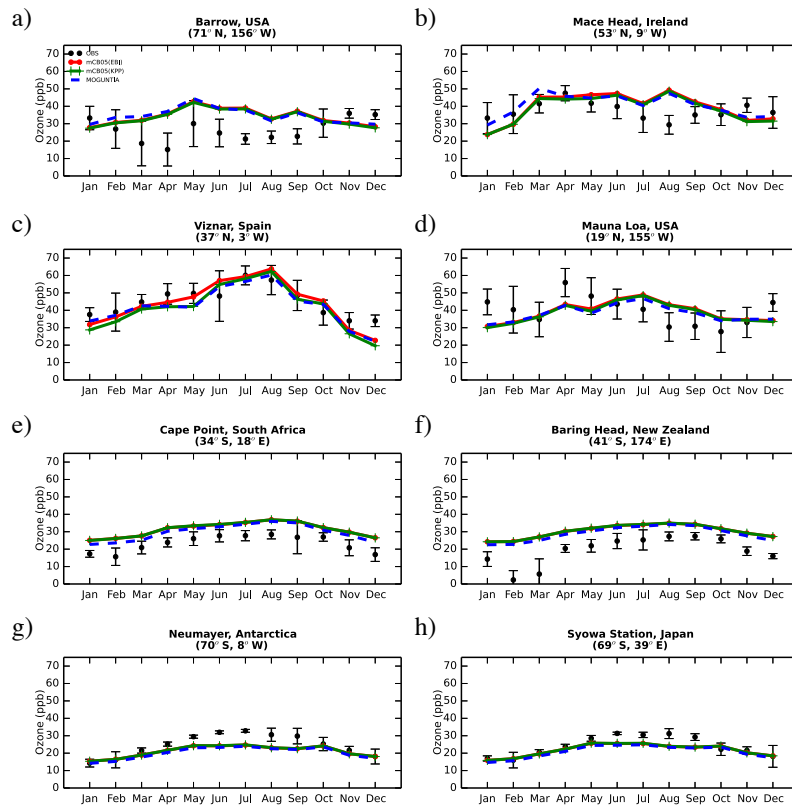 a)
Barrow, USA
(71° N, 156° W)
Ozone (ppb)
70
60
50
40
30
20
10
0
OBS
mCB05(EBI)
mCB05(KPP)
MOGUNTIA
Jan Feb Mar Apr May Jun Jul Aug Sep Oct Nov Dec
b)
Mace Head, Ireland
(53° N, 9° W)
Ozone (ppb)
70
60
50
40
30
20
10
0
Jan Feb Mar Apr May Jun Jul Aug Sep Oct Nov Dec
c)
Viznar, Spain
(37° N, 3° W)
Ozone (ppb)
70
60
50
40
30
20
10
0
Jan Feb Mar Apr May Jun Jul Aug Sep Oct Nov Dec
d)
Mauna Loa, USA
(19° N, 155° W)
Ozone (ppb)
70
60
50
40
30
20
10
0
Jan Feb Mar Apr May Jun Jul Aug Sep Oct Nov Dec
e)
Cape Point, South Africa
(34° S, 18° E)
Ozone (ppb)
70
60
50
40
30
20
10
0
Jan Feb Mar Apr May Jun Jul Aug Sep Oct Nov Dec
f)
Baring Head, New Zealand
(41° S, 174° E)
Ozone (ppb)
70
60
50
40
30
20
10
0
Jan Feb Mar Apr May Jun Jul Aug Sep Oct Nov Dec
g)
Neumayer, Antarctica
(70° S, 8° W)
Ozone (ppb)
70
60
50
40
30
20
10
0
Jan Feb Mar Apr May Jun Jul Aug Sep Oct Nov Dec
h)
Syowa Station, Japan
(69° S, 39° E)
Ozone (ppb)
70
60
50
40
30
20
10
0
Jan Feb Mar Apr May Jun Jul Aug Sep Oct Nov Dec